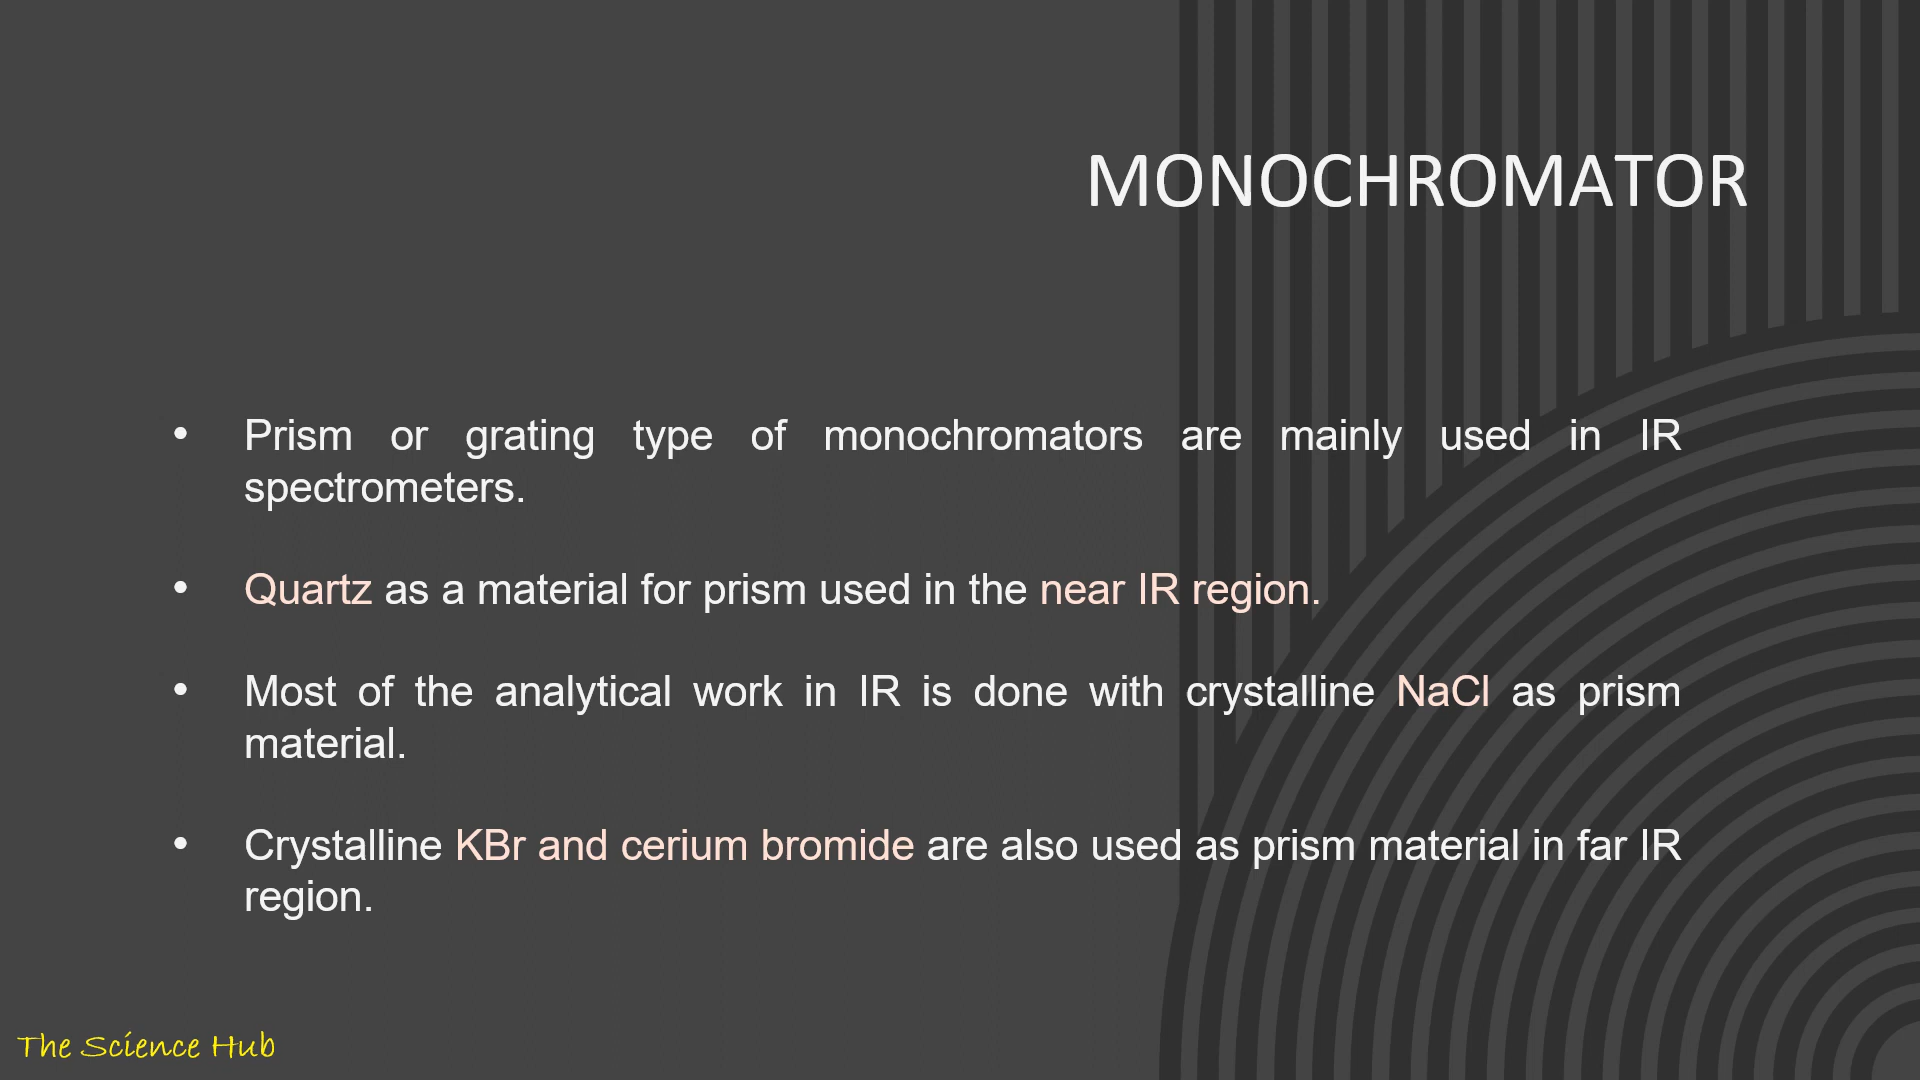 MONOCHROMATOR
• Prism or grating type of monochromators are mainly used in IR
spectrometers.
• Quartz as a material for prism used in the near IR region.
• Most of the analytical work in IR is done with crystalline NaCl as prism
material.
• Crystalline KBr and cerium bromide are also used as prism material in far IR
region.
The Science Hub